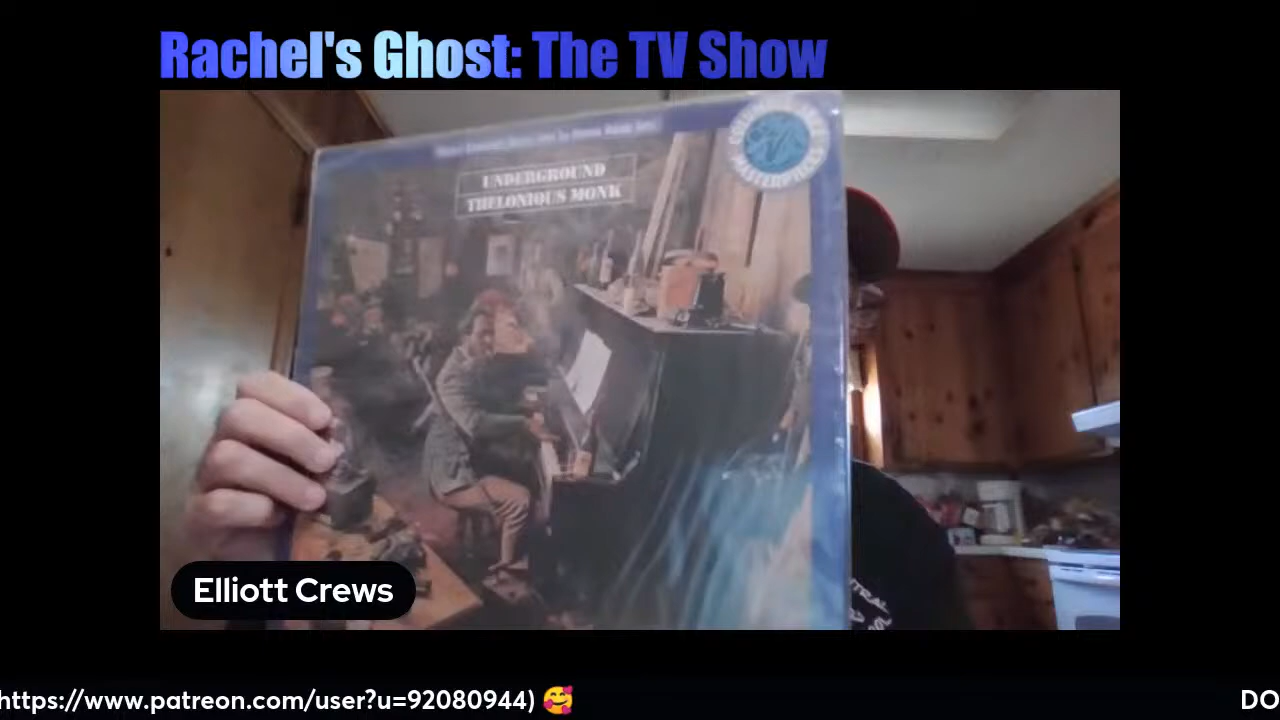 Rachel's Ghost: The TV Show
UNDERGROUND
THELONIOUS MONK
Elliott Crews
https://www.patreon.com/user?u=92080944) 🥰
DO